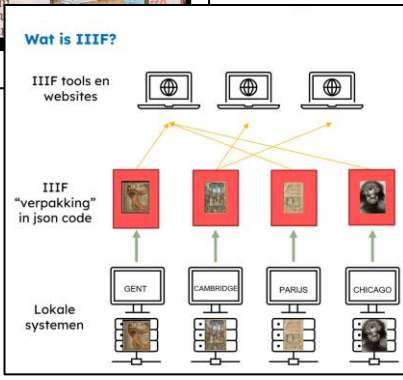 Wat is IIIF?
IIIF tools en
websites
IIIF
“verpakking”
in json code
GENT
CAMBRIDGE
PARIJS
CHICAGO
Lokale
systemen